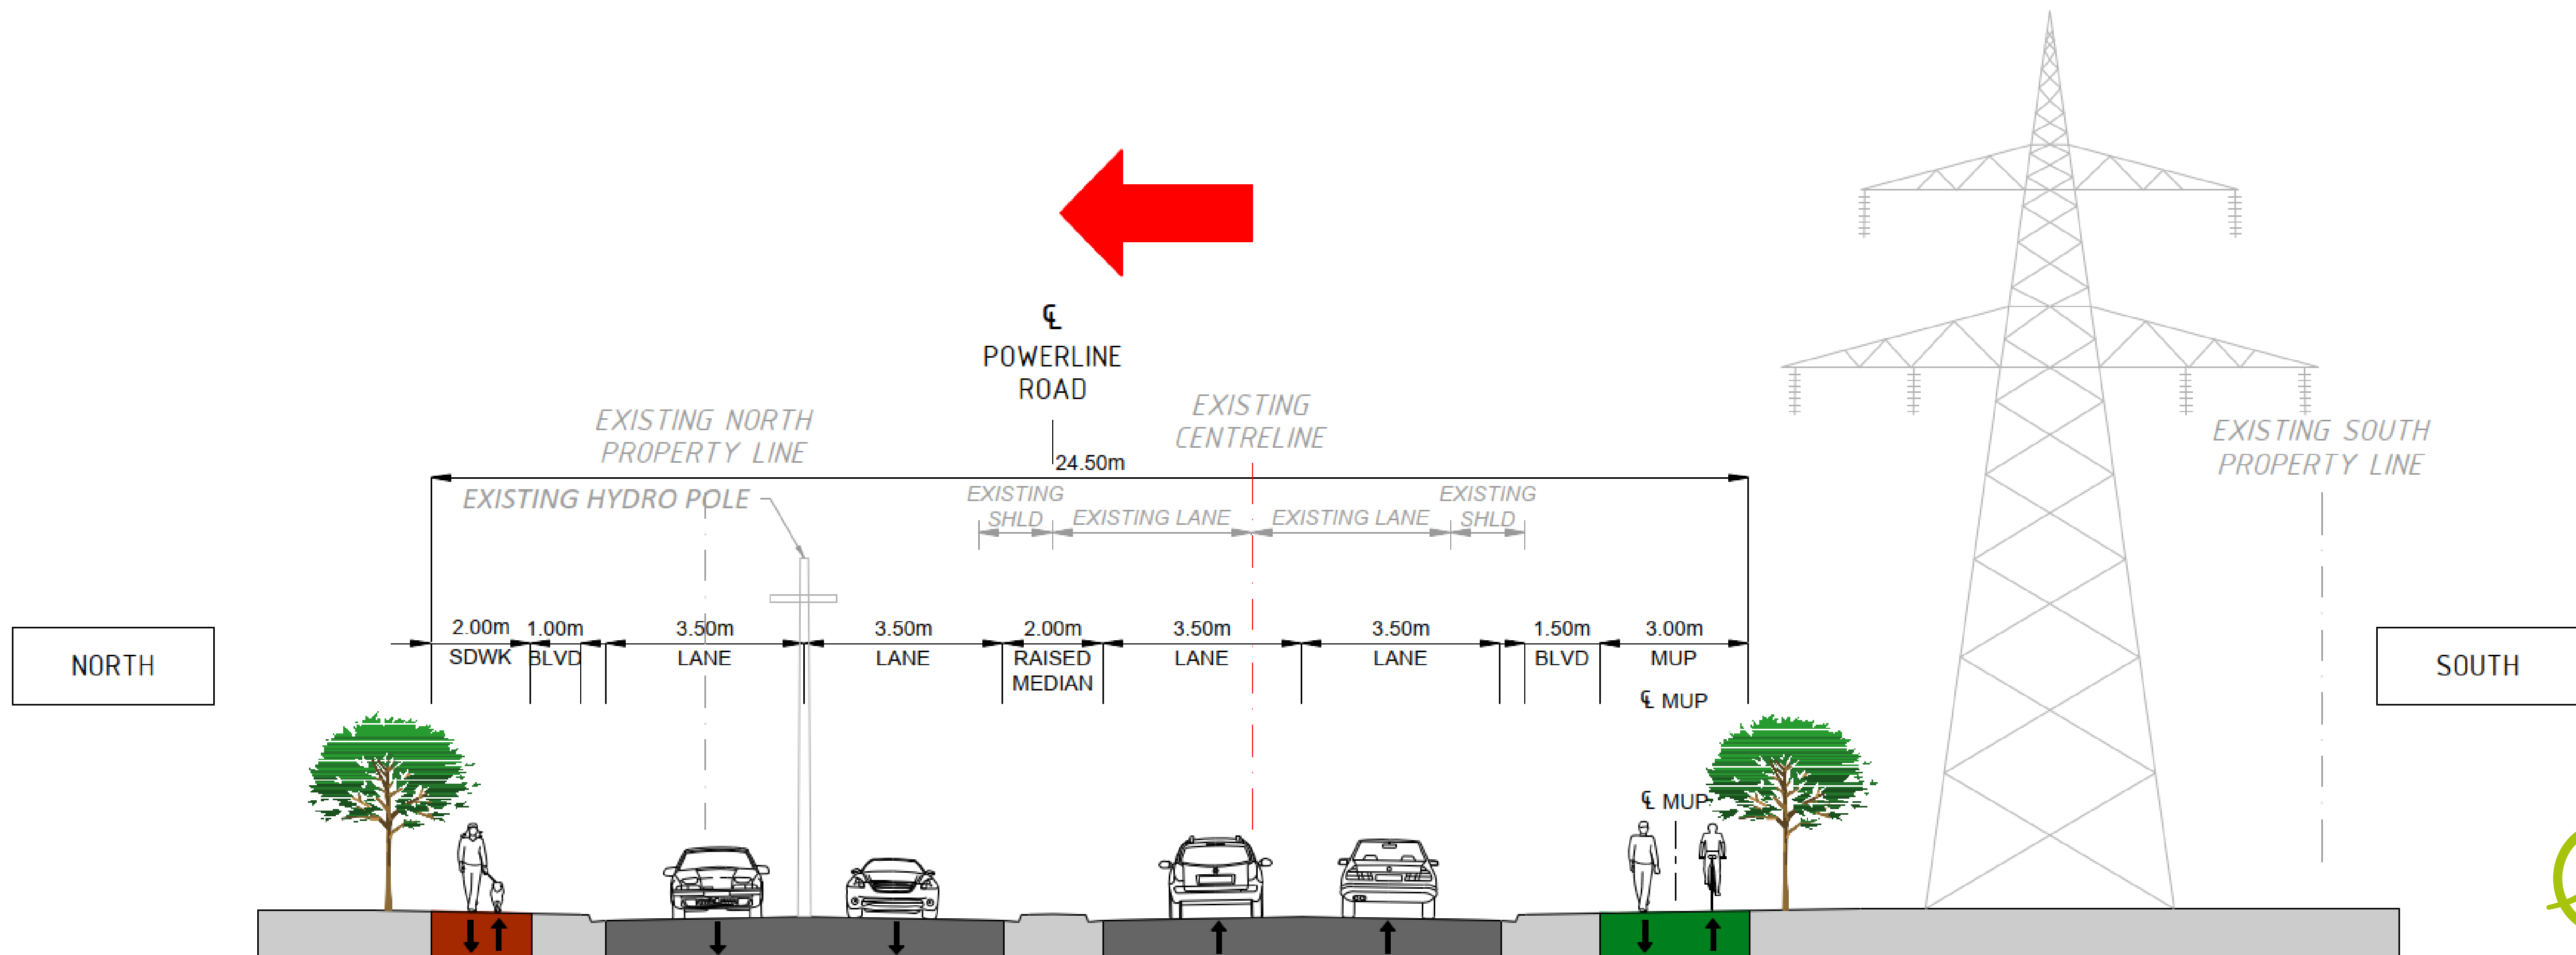 ℄
POWERLINE
ROAD
EXISTING NORTH
PROPERTY LINE
EXISTING
CENTRELINE
EXISTING SOUTH
PROPERTY LINE
24.50m
EXISTING HYDRO POLE
EXISTING
SHLD
EXISTING LANE
EXISTING LANE
EXISTING
SHLD
2.00m
SDWK
1.00m
BLVD
3.50m
LANE
3.50m
LANE
2.00m
RAISED
MEDIAN
3.50m
LANE
3.50m
LANE
1.50m
BLVD
3.00m
MUP
℄ MUP
NORTH
SOUTH
℄ MUP